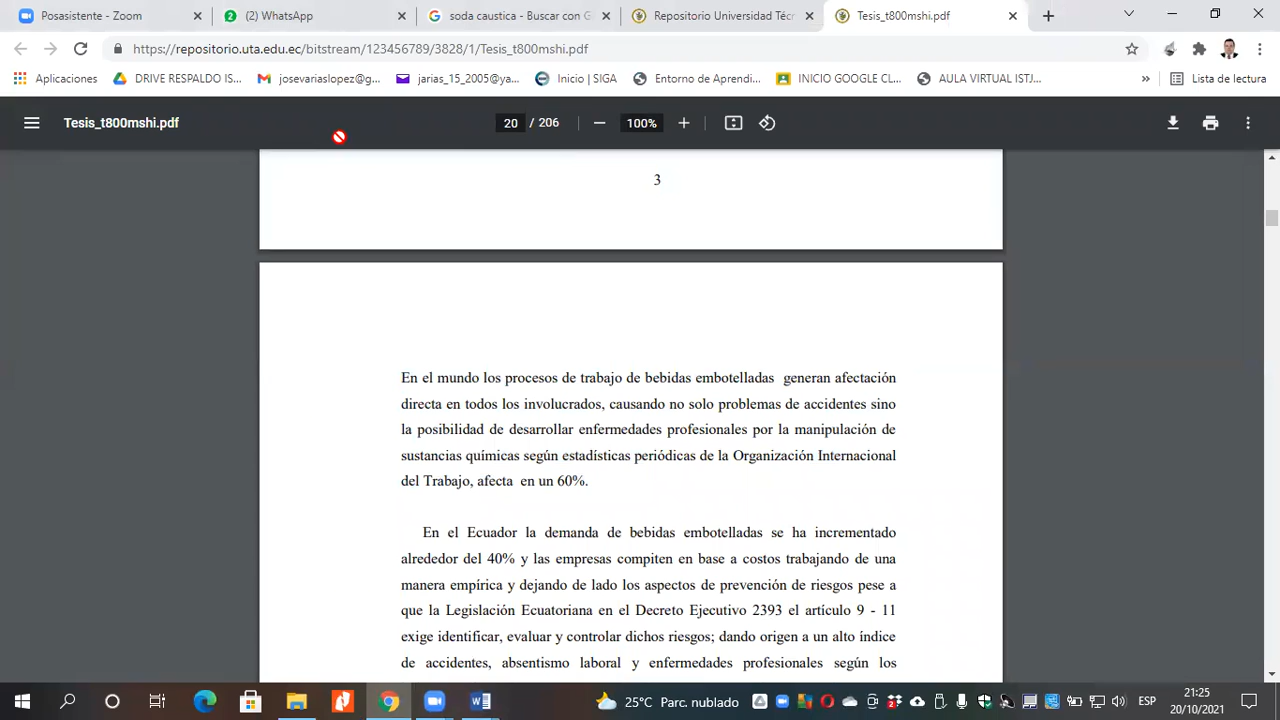 Posasistente - Zoom
(2) WhatsApp
soda caustica - Buscar con G
Repositorio Universidad Técr
Tesis_t800mshi.pdf
https://repositorio.uta.edu.ec/bitstream/123456789/3828/1/Tesis_t800mshi.pdf
Aplicaciones
DRIVE RESPALDO IS...
josevariaslopez@g...
jarias_15_2005@ya...
Inicio | SIGA
Entorno de Aprendi...
INICIO GOOGLE CL...
AULA VIRTUAL ISTJ...
»
Lista de lectura
Tesis_t800mshi.pdf
20 / 206
100%
3
En el mundo los procesos de trabajo de bebidas embotelladas generan afectación
directa en todos los involucrados, causando no solo problemas de accidentes sino
la posibilidad de desarrollar enfermedades profesionales por la manipulación de
sustancias químicas según estadísticas periódicas de la Organización Internacional
del Trabajo, afecta en un 60%.
En el Ecuador la demanda de bebidas embotelladas se ha incrementado
alrededor del 40% y las empresas compiten en base a costos trabajando de una
manera empírica y dejando de lado los aspectos de prevención de riesgos pese a
que la Legislación Ecuatoriana en el Decreto Ejecutivo 2393 el artículo 9 - 11
exige identificar, evaluar y controlar dichos riesgos; dando origen a un alto índice
de accidentes, absentismo laboral y enfermedades profesionales según los
25°C Parc. nublado
ESP
21:25
20/10/2021